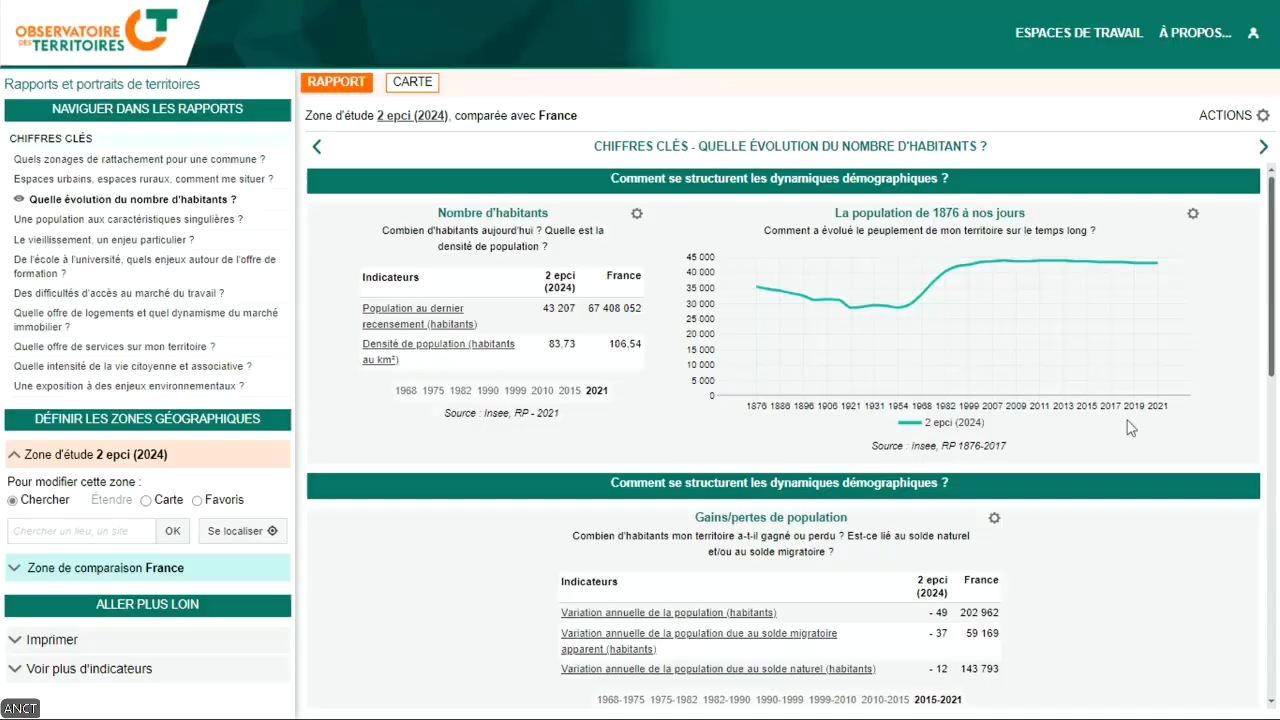 OBSERVATOIRE
DES TERRITOIRES
ESPACES DE TRAVAIL
À PROPOS...
Rapports et portraits de territoires
NAVIGUER DANS LES RAPPORTS
CHIFFRES CLÉS
Quels zonages de rattachement pour une commune ?
Espaces urbains, espaces ruraux, comment me situer ?
Quelle évolution du nombre d'habitants ?
Une population aux caractéristiques singulières ?
Le vieillissement, un enjeu particulier ?
De l'école à l'université, quels enjeux autour de l'offre de
formation ?
Des difficultés d'accès au marché du travail ?
Quelle offre de logements et quel dynamisme du marché
immobilier ?
Quelle offre de services sur mon territoire ?
Quelle intensité de la vie citoyenne et associative ?
Une exposition à des enjeux environnementaux ?
DÉFINIR LES ZONES GÉOGRAPHIQUES
Zone d'étude 2 epci (2024)
Pour modifier cette zone :
Chercher Étendre Carte Favoris
Chercher un lieu, un site OK Se localiser
Zone de comparaison France
ALLER PLUS LOIN
Imprimer
Voir plus d'indicateurs
ANCT
RAPPORT CARTE
Zone d'étude 2 epci (2024), comparée avec France
ACTIONS
CHIFFRES CLÉS - QUELLE ÉVOLUTION DU NOMBRE D'HABITANTS ?
Comment se structurent les dynamiques démographiques ?
Nombre d'habitants
Combien d'habitants aujourd'hui ? Quelle est la
densité de population ?
Indicateurs 2 epci (2024) France
Population au dernier recensement (habitants) 43 207 67 408 052
Densité de population (habitants au km²) 83,73 106,54
1968 1975 1982 1990 1999 2010 2015 2021
Source : Insee, RP - 2021
La population de 1876 à nos jours
Comment a évolué le peuplement de mon territoire sur le temps long ?
45 000
40 000
35 000
30 000
25 000
20 000
15 000
10 000
5 000
0
1876 1886 1896 1906 1921 1931 1954 1968 1982 1999 2007 2009 2011 2013 2015 2017 2019 2021
2 epci (2024)
Source : Insee, RP 1876-2017
Comment se structurent les dynamiques démographiques ?
Gains/pertes de population
Combien d'habitants mon territoire a-t-il gagné ou perdu ? Est-ce lié au solde naturel
et/ou au solde migratoire ?
Indicateurs 2 epci (2024) France
Variation annuelle de la population (habitants) - 49 202 962
Variation annuelle de la population due au solde migratoire apparent (habitants) - 37 59 169
Variation annuelle de la population due au solde naturel (habitants) - 12 143 793
1968-1975 1975-1982 1982-1990 1990-1999 1999-2010 2010-2015 2015-2021